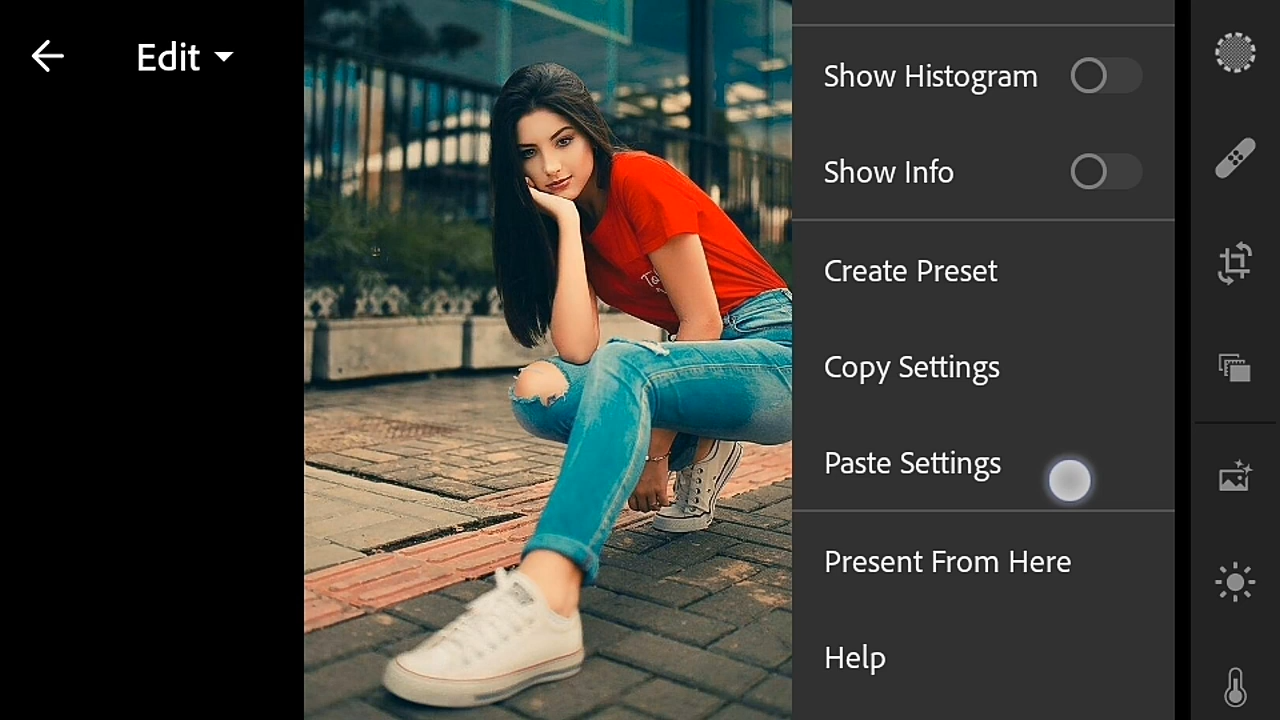 Edit
Show Histogram
Show Info
Create Preset
Copy Settings
Paste Settings
Present From Here
Help